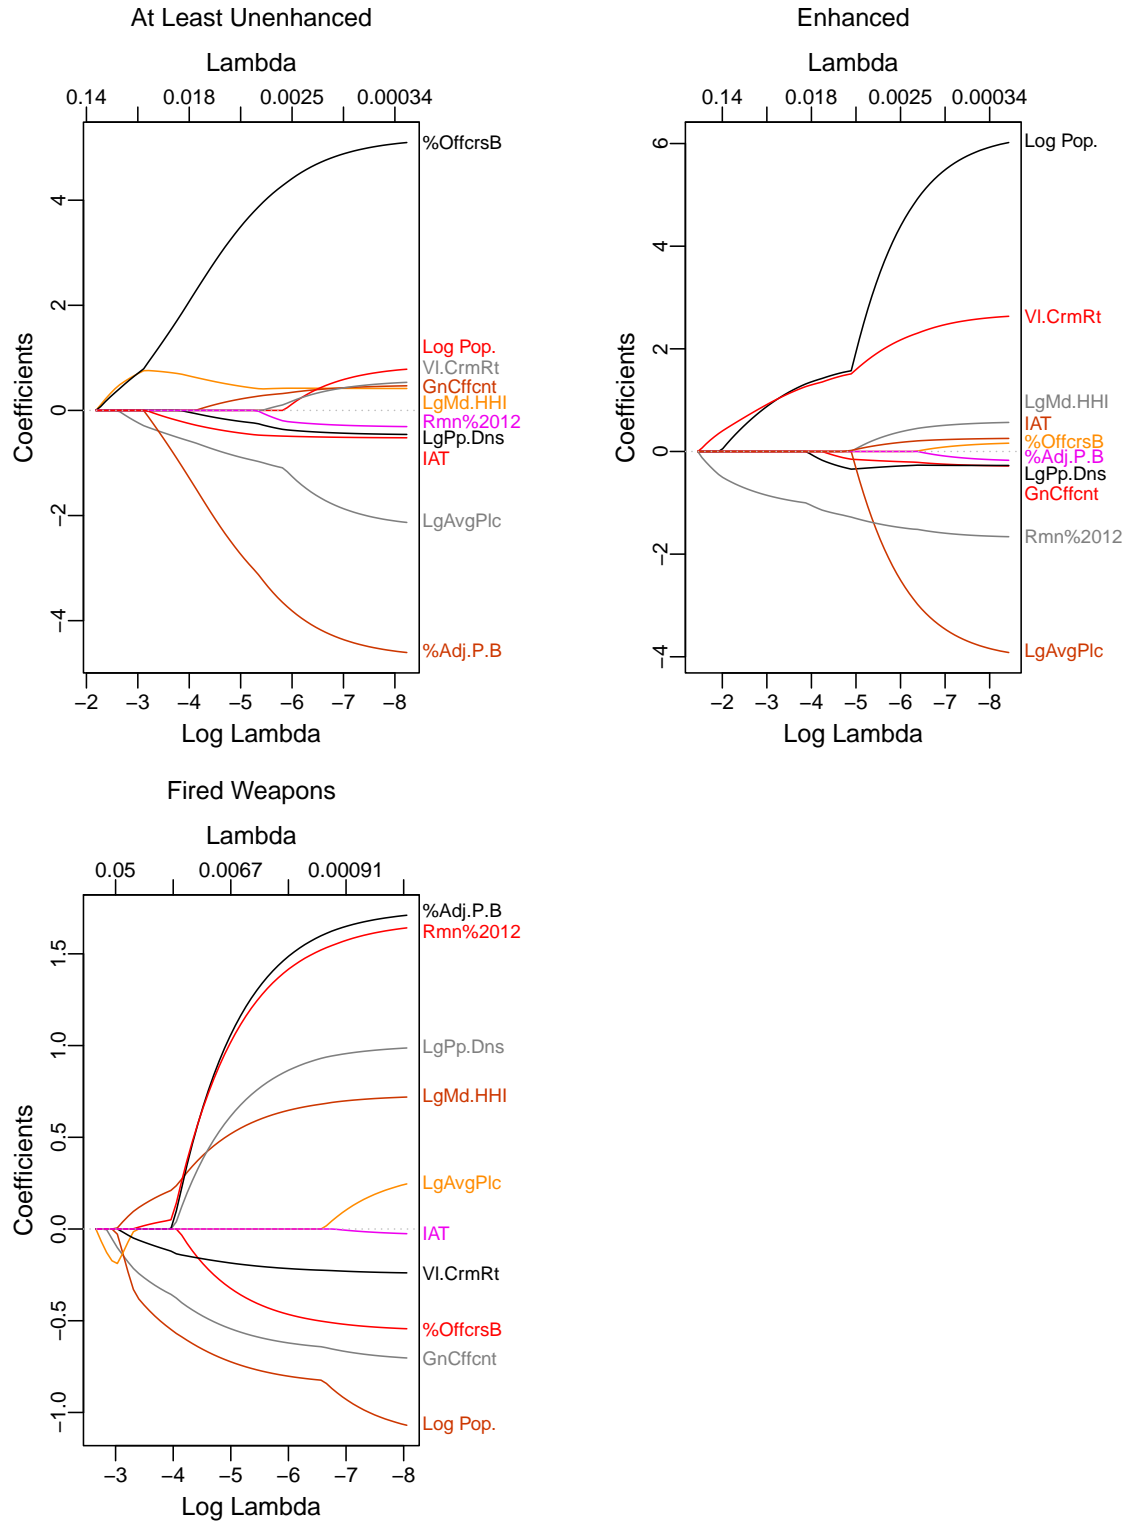 At Least Unenhanced
Lambda
0.14 0.018 0.0025 0.00034
Coefficients
4
2
0
−2
−4
%OffcrsB
Log Pop.
Vl.CrmRt
GnCffcnt
LgMd.HHI
Rmn%2012
LgPp.Dns
IAT
LgAvgPlc
%Adj.P.B
−2 −3 −4 −5 −6 −7 −8
Log Lambda
Enhanced
Lambda
0.14 0.018 0.0025 0.00034
Coefficients
6
4
2
0
−2
−4
Log Pop.
Vl.CrmRt
LgMd.HHI
IAT
%OffcrsB
%Adj.P.B
LgPp.Dns
GnCffcnt
Rmn%2012
LgAvgPlc
−2 −3 −4 −5 −6 −7 −8
Log Lambda
Fired Weapons
Lambda
0.05 0.0067 0.00091
Coefficients
1.5
1.0
0.5
0.0
−0.5
−1.0
%Adj.P.B
Rmn%2012
LgPp.Dns
LgMd.HHI
LgAvgPlc
IAT
Vl.CrmRt
%OffcrsB
GnCffcnt
Log Pop.
−3 −4 −5 −6 −7 −8
Log Lambda